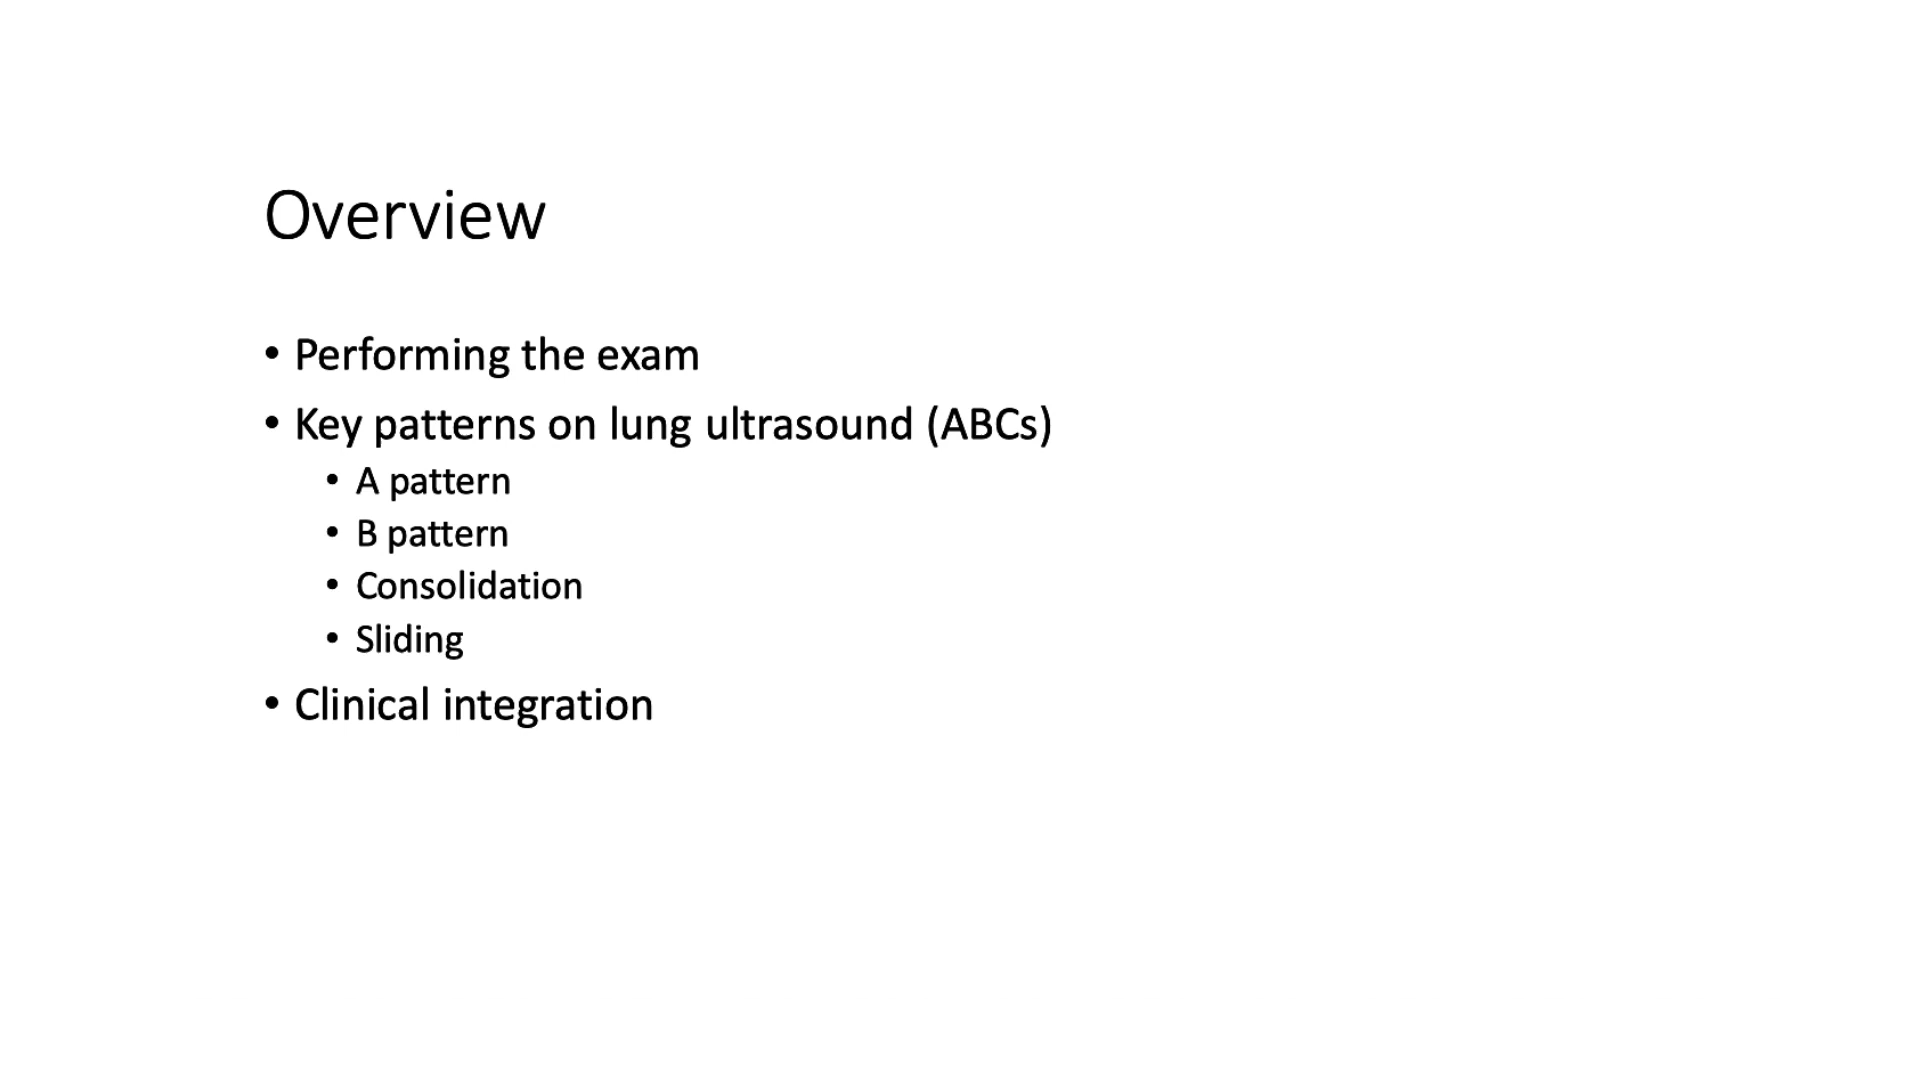 Overview
• Performing the exam
• Key patterns on lung ultrasound (ABCs)
• A pattern
• B pattern
• Consolidation
• Sliding
• Clinical integration